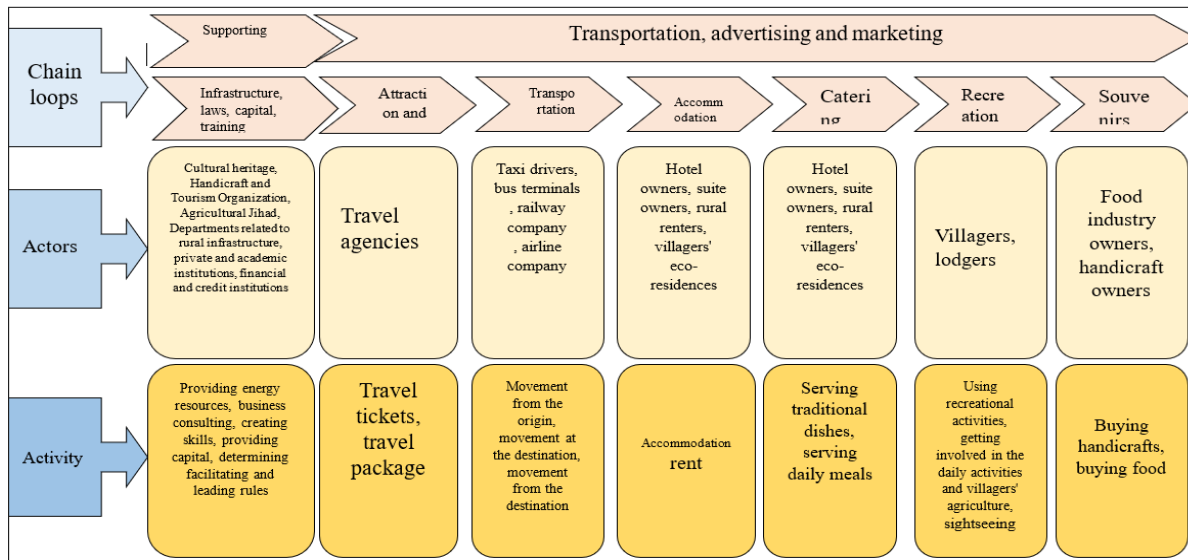 Supporting
Transportation, advertising and marketing
Chain
loops
Infrastructure,
laws, capital,
training
Attracti
on and
Transpo
rtation
Accomm
odation
Cateri
ng
Recre
ation
Souve
nirs
Actors
Cultural heritage,
Handicraft and
Tourism Organization,
Agricultural Jihad,
Departments related to
rural infrastructure,
private and academic
institutions, financial
and credit institutions
Travel
agencies
Taxi drivers,
bus terminals
, railway
company
, airline
company
Hotel
owners, suite
owners, rural
renters,
villagers'
eco-
residences
Hotel
owners, suite
owners, rural
renters,
villagers'
eco-
residences
Villagers,
lodgers
Food
industry
owners,
handicraft
owners
Activity
Providing energy
resources, business
consulting, creating
skills, providing
capital, determining
facilitating and
leading rules
Travel
tickets,
travel
package
Movement
from the
origin,
movement at
the destination,
movement
from the
destination
Accommodation
rent
Serving
traditional
dishes,
serving
daily meals
Using
recreational
activities,
getting
involved in the
daily activities
and villagers'
agriculture,
sightseeing
Buying
handicrafts,
buying food